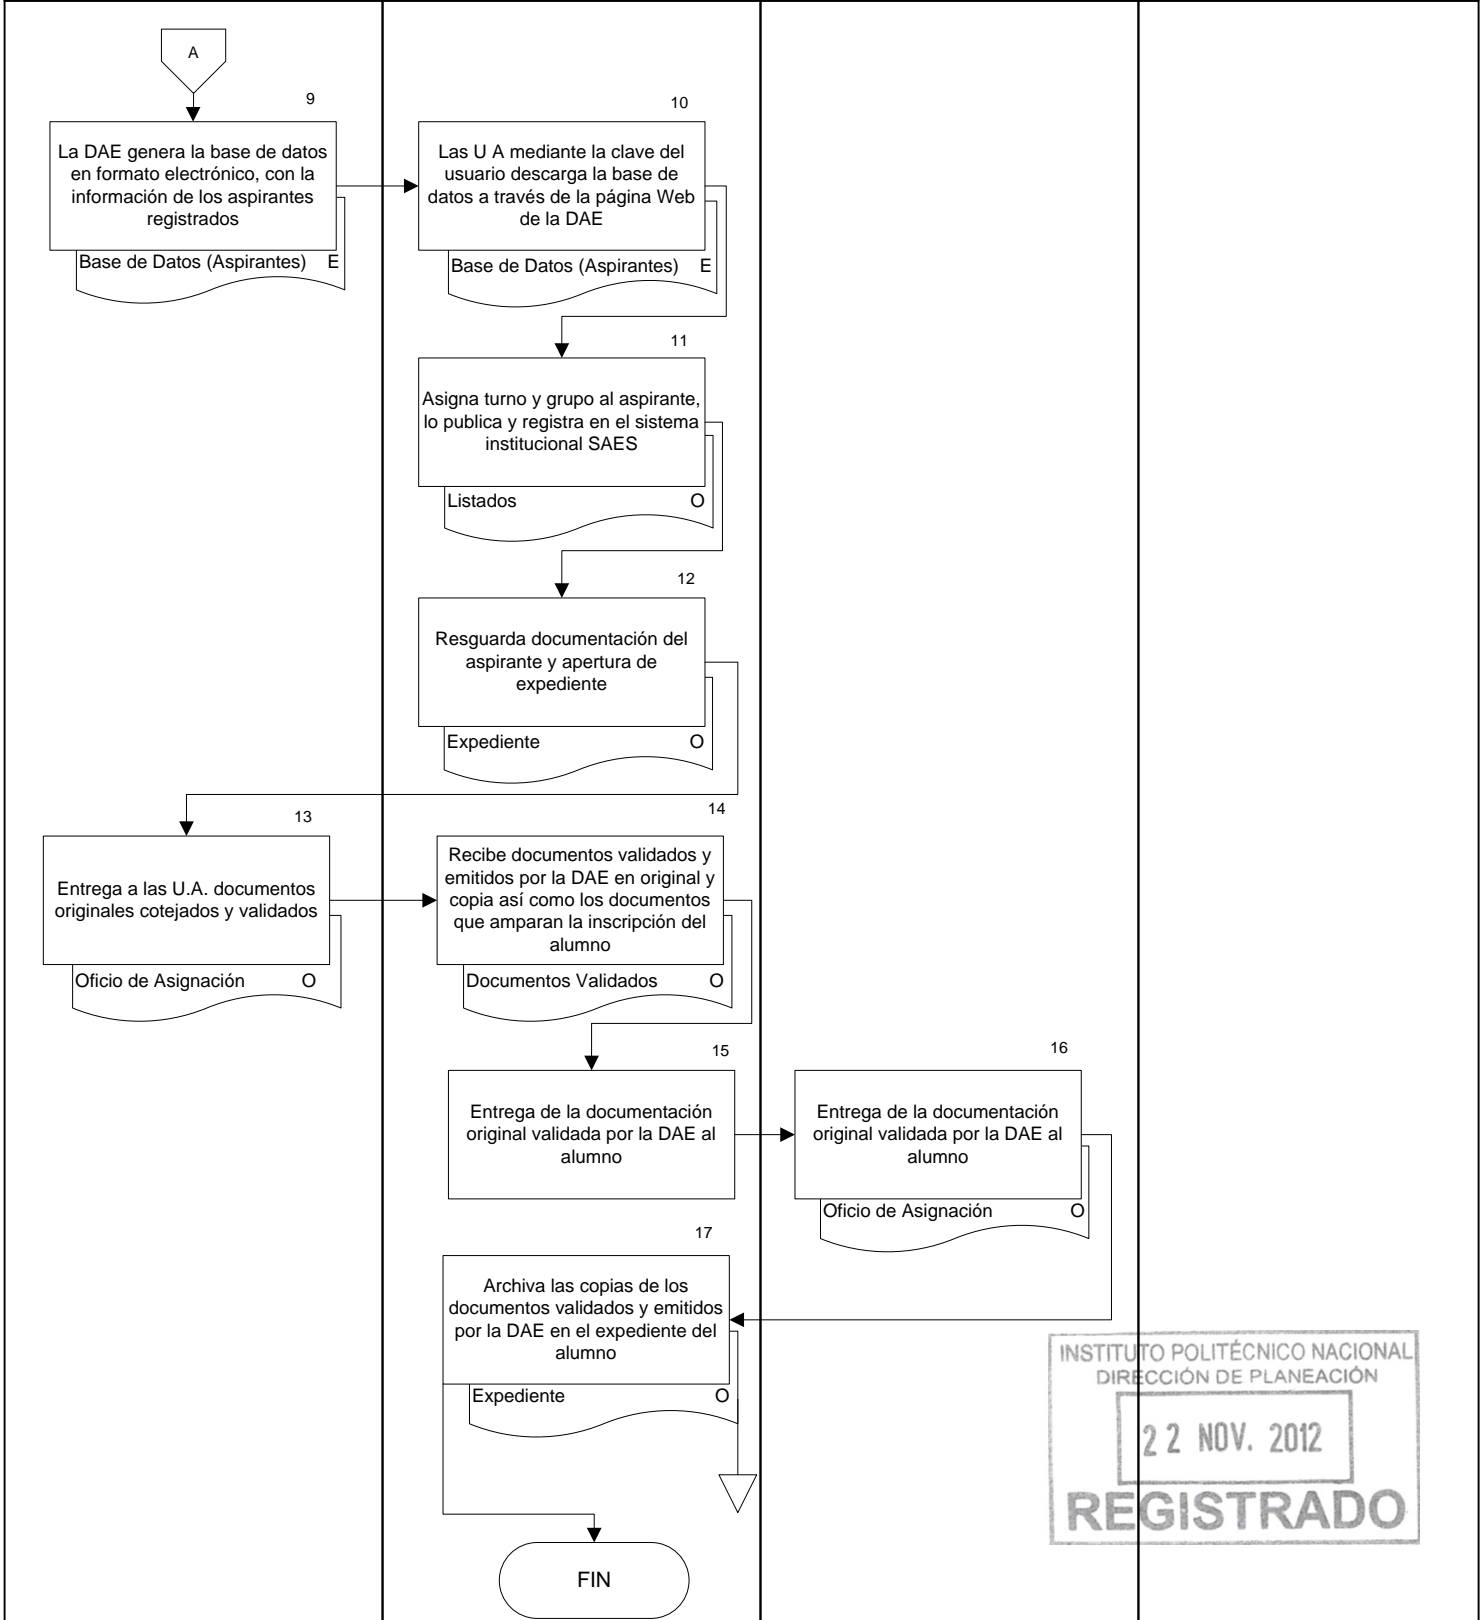 A
9
La DAE genera la base de datos
en formato electrónico, con la
información de los aspirantes
registrados
Base de Datos (Aspirantes) E
10
Las U A mediante la clave del
usuario descarga la base de
datos a través de la página Web
de la DAE
Base de Datos (Aspirantes) E
11
Asigna turno y grupo al aspirante,
lo publica y registra en el sistema
institucional SAES
Listados O
12
Resguarda documentación del
aspirante y apertura de
expediente
Expediente O
13
Entrega a las U.A. documentos
originales cotejados y validados
Oficio de Asignación O
14
Recibe documentos validados y
emitidos por la DAE en original y
copia así como los documentos
que amparan la inscripción del
alumno
Documentos Validados O
15
Entrega de la documentación
original validada por la DAE al
alumno
16
Entrega de la documentación
original validada por la DAE al
alumno
Oficio de Asignación O
17
Archiva las copias de los
documentos validados y emitidos
por la DAE en el expediente del
alumno
Expediente O
FIN
INSTITUTO POLITÉCNICO NACIONAL
DIRECCIÓN DE PLANEACIÓN
22 NOV. 2012
REGISTRADO